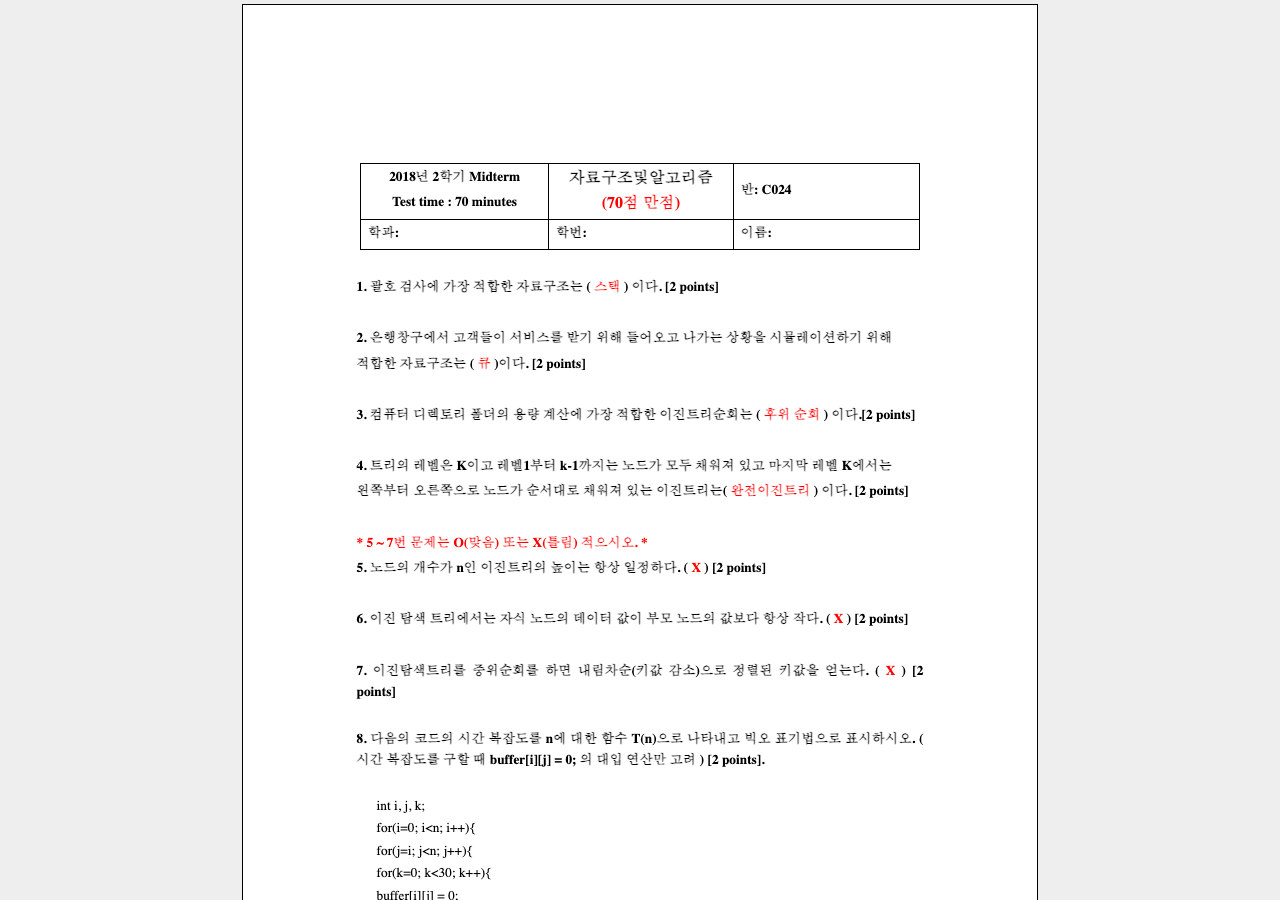 2018년 2학기 Midterm
Test time : 70 minutes
자료구조및알고리즘
(70점 만점)
반: C024
학과:
학번:
이름:
1. 괄호 검사에 가장 적합한 자료구조는 ( 스택 ) 이다. [2 points]
2. 은행창구에서 고객들이 서비스를 받기 위해 들어오고 나가는 상황을 시뮬레이션하기 위해
적합한 자료구조는 ( 큐 )이다. [2 points]
3. 컴퓨터 디렉토리 폴더의 용량 계산에 가장 적합한 이진트리순회는 ( 후위 순회 ) 이다.[2 points]
4. 트리의 레벨은 K이고 레벨1부터 k-1까지는 노드가 모두 채워져 있고 마지막 레벨 K에서는
왼쪽부터 오른쪽으로 노드가 순서대로 채워져 있는 이진트리는( 완전이진트리 ) 이다. [2 points]
* 5 ~ 7번 문제는 O(맞음) 또는 X(틀림) 적으시오. *
5. 노드의 개수가 n인 이진트리의 높이는 항상 일정하다. ( X ) [2 points]
6. 이진 탐색 트리에서는 자식 노드의 데이터 값이 부모 노드의 값보다 항상 작다. ( X ) [2 points]
7. 이진탐색트리를 중위순회를 하면 내림차순(키값 감소)으로 정렬된 키값을 얻는다. ( X ) [2
points]
8. 다음의 코드의 시간 복잡도를 n에 대한 함수 T(n)으로 나타내고 빅오 표기법으로 표시하시오. (
시간 복잡도를 구할 때 buffer[i][j] = 0; 의 대입 연산만 고려 ) [2 points].
int i, j, k;
for(i=0; i<n; i++){
for(j=i; j<n; j++){
for(k=0; k<30; k++){
buffer[i][j] = 0;